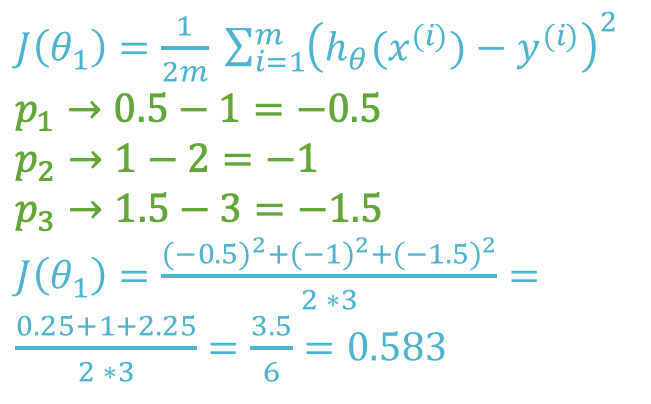 J(θ₁) = 1/2m ∑ᵢ₌₁ᵐ(hθ(x⁽ⁱ⁾) − y⁽ⁱ⁾)²
p₁ → 0.5 − 1 = −0.5
p₂ → 1 − 2 = −1
p₃ → 1.5 − 3 = −1.5
J(θ₁) = (−0.5)²+(−1)²+(−1.5)²/2 ∗3 =
0.25+1+2.25/2 ∗3 = 3.5/6 = 0.583